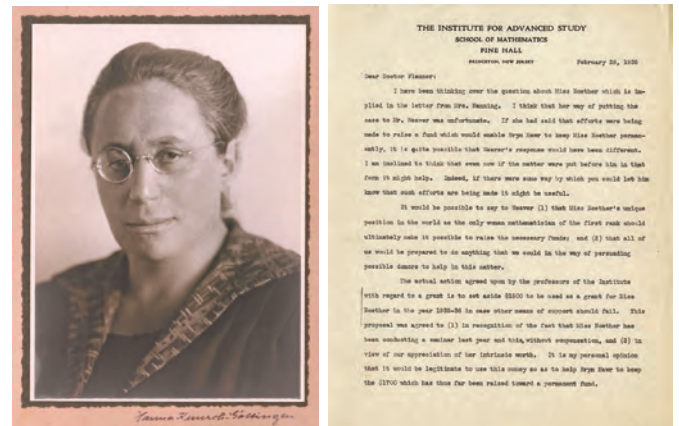 Hanna Kunsch-Göttingen
THE INSTITUTE FOR ADVANCED STUDY
SCHOOL OF MATHEMATICS
FINE HALL
PRINCETON, NEW JERSEY
February 28, 1935
Dear Doctor Flexner:
I have been thinking over the question about Miss Noether which is im-
plied in the letter from Mrs. Manning. I think that her way of putting the
case to Mr. Weaver was unfortunate. If she had said that efforts were being
made to raise a fund which would enable Bryn Mawr to keep Miss Noether perman-
ently, it is quite possible that Weaver's response would have been different.
I am inclined to think that even now if the matter were put before him in that
form it might help. Indeed, if there were some way by which you could let him
know that such efforts are being made it might be useful.
It would be possible to say to Weaver (1) that Miss Noether's unique
position in the world as the only woman mathematician of the first rank should
ultimately make it possible to raise the necessary funds; and (2) that all of
us would be prepared to do anything that we could in the way of persuading
possible donors to help in this matter.
The actual action agreed upon by the professors of the Institute
with regard to a grant is to set aside $1500 to be used as a grant for Miss
Noether in the year 1935-36 in case other means of support should fail. This
proposal was agreed to (1) in recognition of the fact that Miss Noether has
been conducting a seminar last year and this, without compensation, and (2) in
view of our appreciation of her intrinsic worth. It is my personal opinion
that it would be legitimate to use this money so as to help Bryn Mawr to keep
the $1700 which has thus far been raised toward a permanent fund.